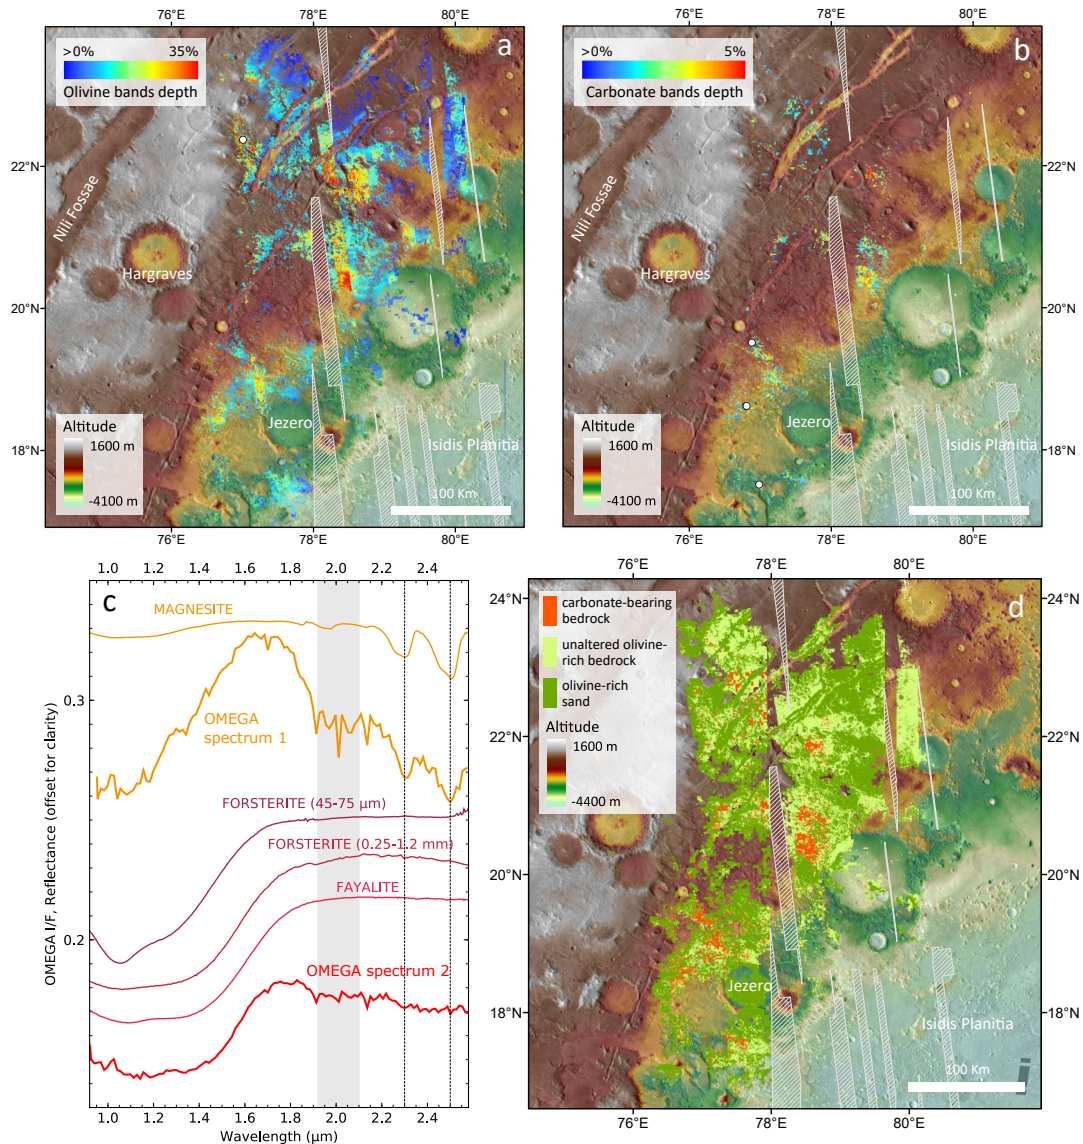 76°E 78°E 80°E
a
>0% 35%
Olivine bands depth
22°N
20°N
18°N
Nili Fossae
Hargraves
Jezero
Isidis Planitia
Altitude
1600 m
-4100 m
100 Km
76°E 78°E 80°E
76°E 78°E 80°E
b
>0% 5%
Carbonate bands depth
22°N
20°N
18°N
Nili Fossae
Hargraves
Jezero
Isidis Planitia
Altitude
1600 m
-4100 m
100 Km
76°E 78°E 80°E
1.0 1.2 1.4 1.6 1.8 2.0 2.2 2.4
c
MAGNESITE
OMEGA
spectrum 1
FORSTERITE (45-75 μm)
FORSTERITE (0.25-1.2 mm)
FAYALITE
OMEGA spectrum 2
0.3
0.2
OMEGA I/F, Reflectance (offset for clarity)
1.0 1.2 1.4 1.6 1.8 2.0 2.2 2.4
Wavelength (μm)
76°E 78°E 80°E
d
24°N
22°N
20°N
18°N
carbonate-bearing
bedrock
unaltered olivine-
rich bedrock
olivine-rich
sand
Altitude
1600 m
-4400 m
Jezero
Isidis Planitia
100 Km
i
76°E 78°E 80°E